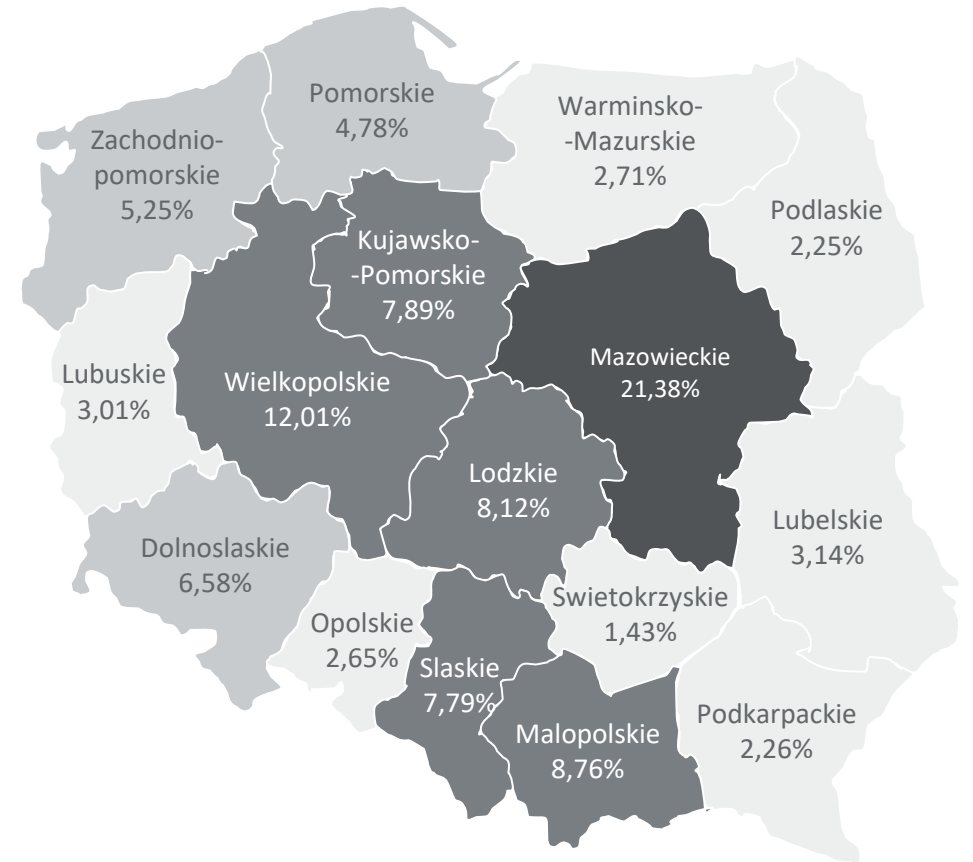 Pomorskie
4,78%
Warminsko-
-Mazurskie
2,71%
Zachodnio-
pomorskie
5,25%
Podlaskie
2,25%
Kujawsko-
-Pomorskie
7,89%
Mazowieckie
21,38%
Lubuskie
3,01%
Wielkopolskie
12,01%
Lodzkie
8,12%
Lubelskie
3,14%
Dolnoslaskie
6,58%
Swietokrzyskie
1,43%
Opolskie
2,65%
Slaskie
7,79%
Malopolskie
8,76%
Podkarpackie
2,26%